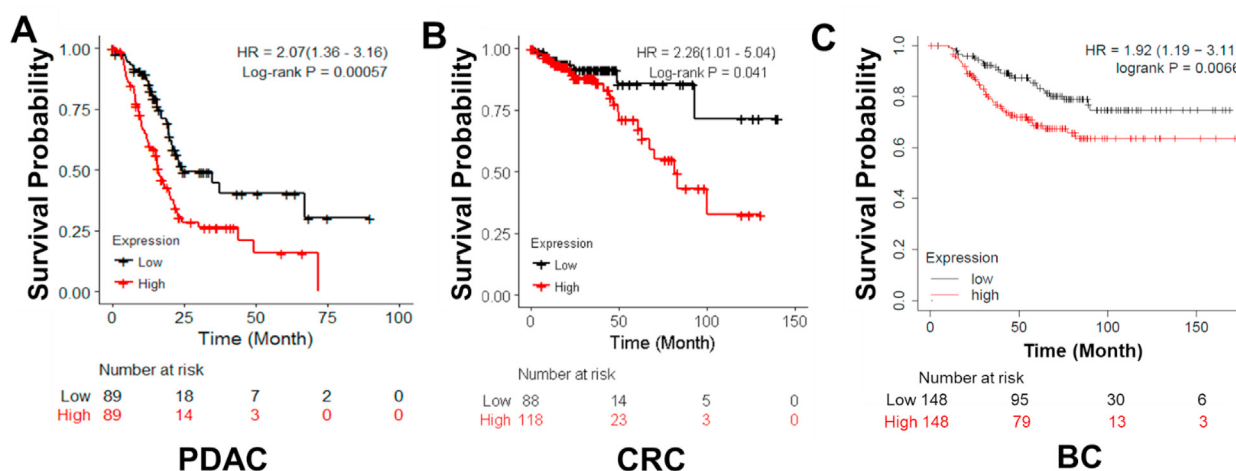 A
Survival Probability
1.00
0.75
0.50
0.25
0.00
HR = 2.07(1.36 - 3.16)
Log-rank P = 0.00057
Expression
Low
High
0 25 50 75 100
Time (Month)
Number at risk
Low 89 18 7 2 0
High 89 14 3 0 0
PDAC
B
Survival Probability
1.00
0.75
0.50
0.25
0.00
HR = 2.26(1.01 - 5.04)
Log-rank P = 0.041
Expression
Low
High
0 50 100 150
Time (Month)
Number at risk
Low 88 14 5 0
High 118 23 3 0
CRC
C
Survival Probability
1.0
0.8
0.6
0.4
0.2
0.0
HR = 1.92 (1.19 − 3.11
logrank P = 0.0066
Expression
low
high
0 50 100 150
Time (Month)
Number at risk
Low 148 95 30 6
High 148 79 13 3
BC